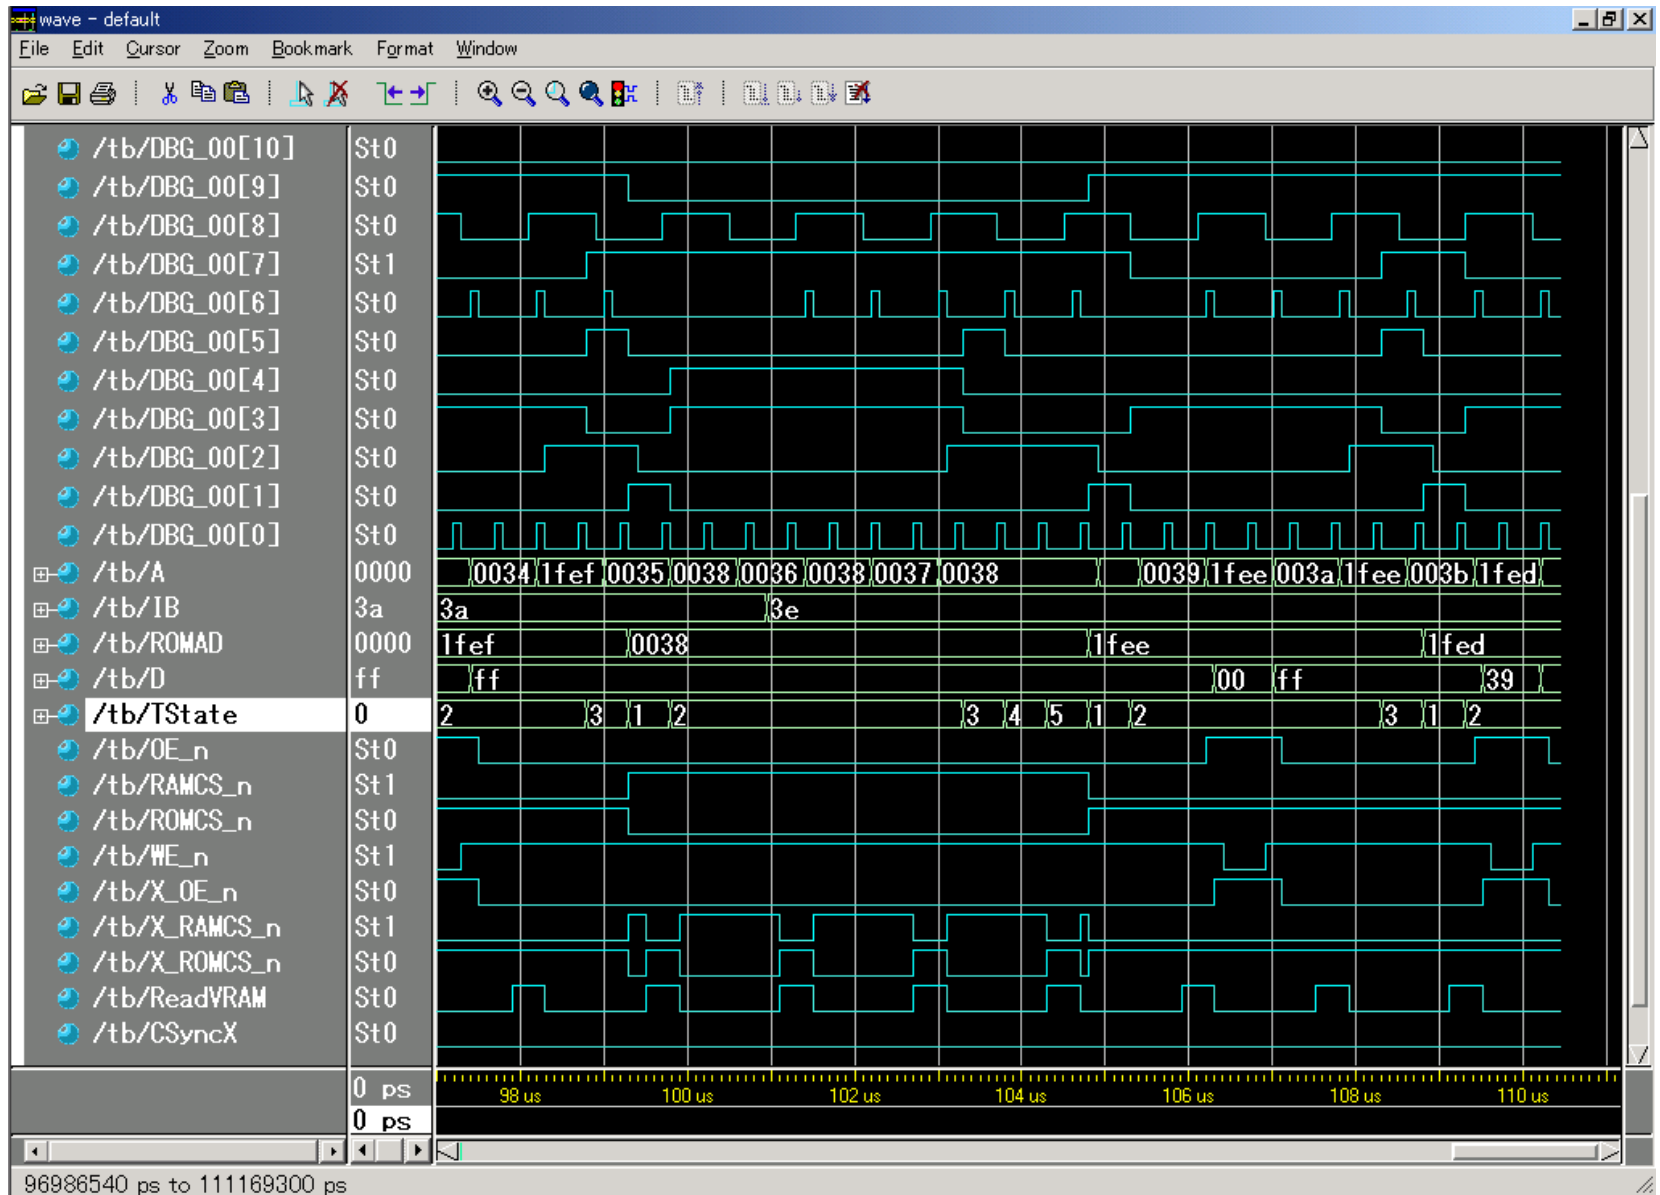 wave - default
File Edit Cursor Zoom Bookmark Format Window
/tb/DBG_00[10] St0
/tb/DBG_00[9] St0
/tb/DBG_00[8] St0
/tb/DBG_00[7] St1
/tb/DBG_00[6] St0
/tb/DBG_00[5] St0
/tb/DBG_00[4] St0
/tb/DBG_00[3] St0
/tb/DBG_00[2] St0
/tb/DBG_00[1] St0
/tb/DBG_00[0] St0
/tb/A 0000 0034 1fef 0035 0038 0036 0038 0037 0038 0039 1fee 003a 1fee 003b 1fed
/tb/IB 3a 3a 3e
/tb/ROMAD 0000 1fef 0038 1fee 1fed
/tb/D ff ff 00 ff 39
/tb/TState 0 2 3 1 2 3 4 5 1 2 3 1 2
/tb/OE_n St0
/tb/RAMCS_n St1
/tb/ROMCS_n St0
/tb/WE_n St1
/tb/X_OE_n St0
/tb/X_RAMCS_n St1
/tb/X_ROMCS_n St0
/tb/ReadVRAM St0
/tb/CSyncX St0
0 ps 98 us 100 us 102 us 104 us 106 us 108 us 110 us
0 ps
96986540 ps to 111169300 ps